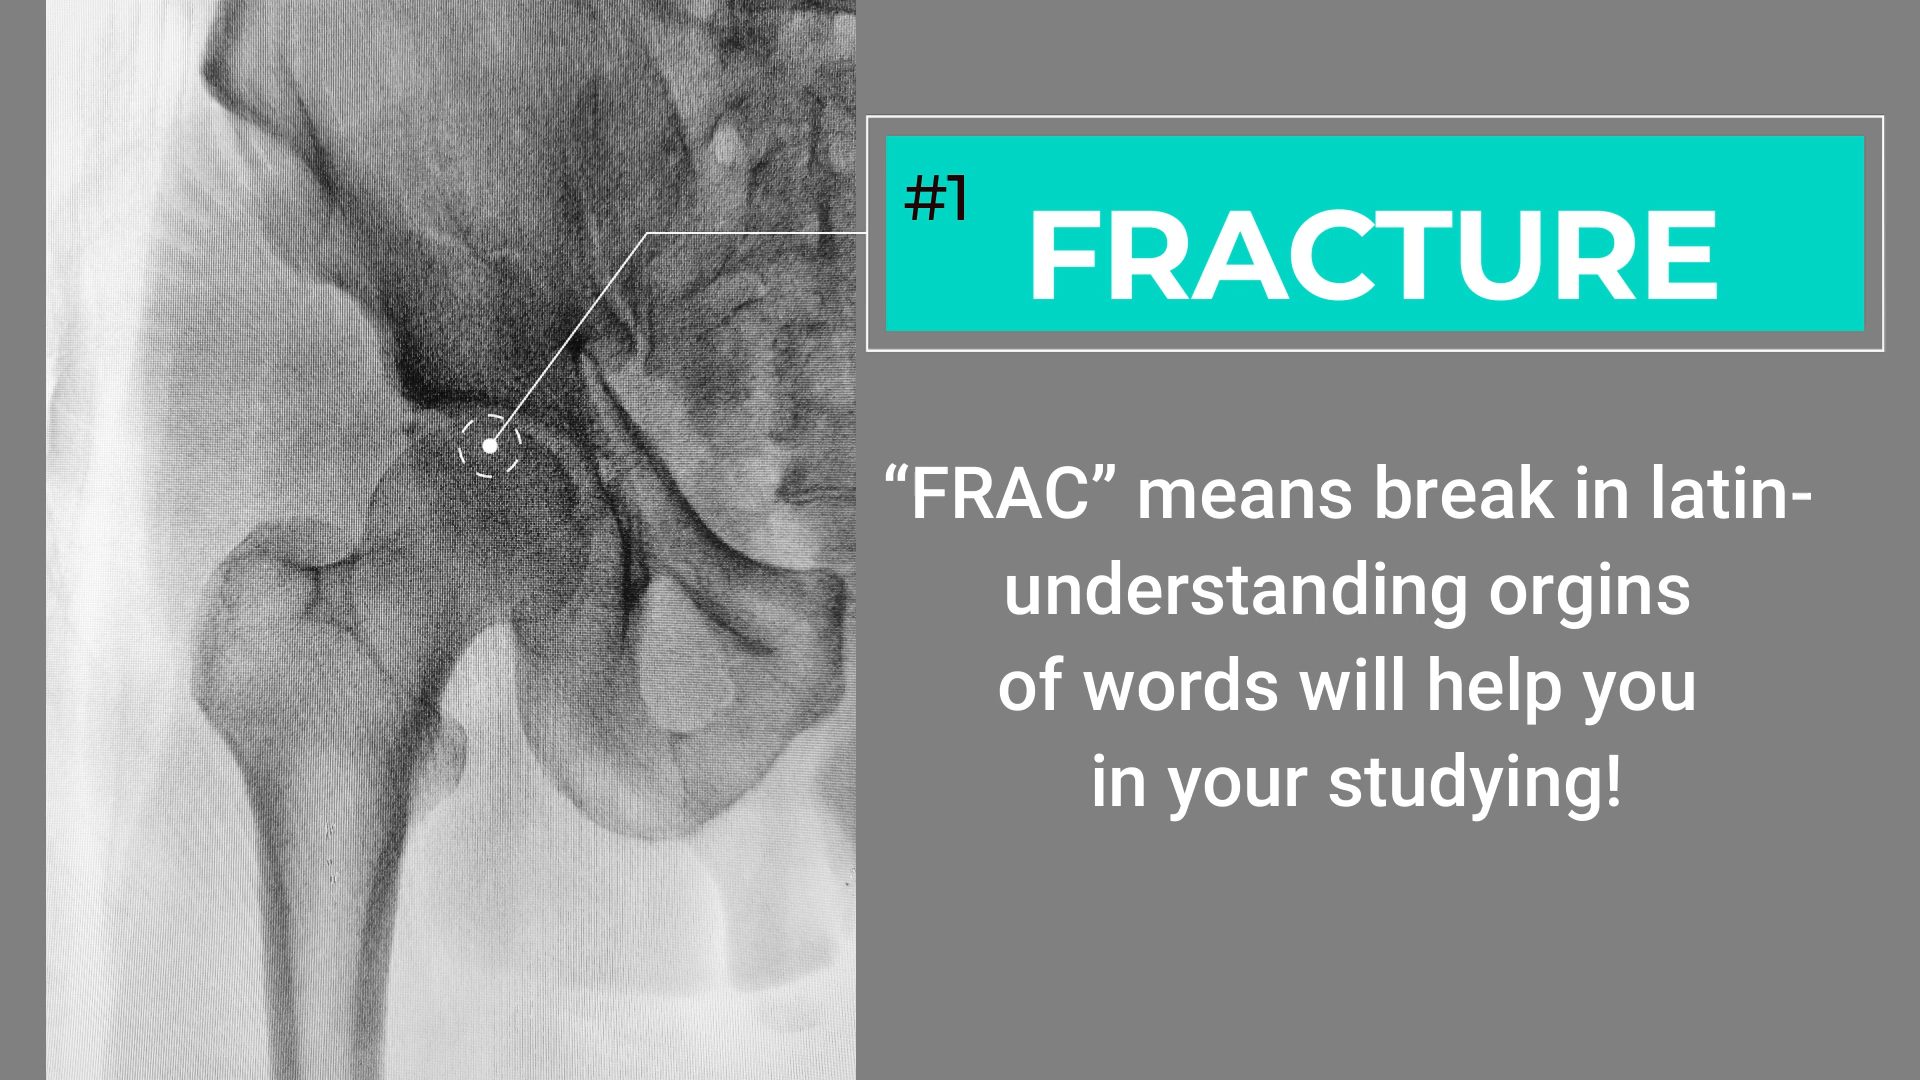 #1
FRACTURE
“FRAC” means break in latin-
understanding orgins
of words will help you
in your studying!